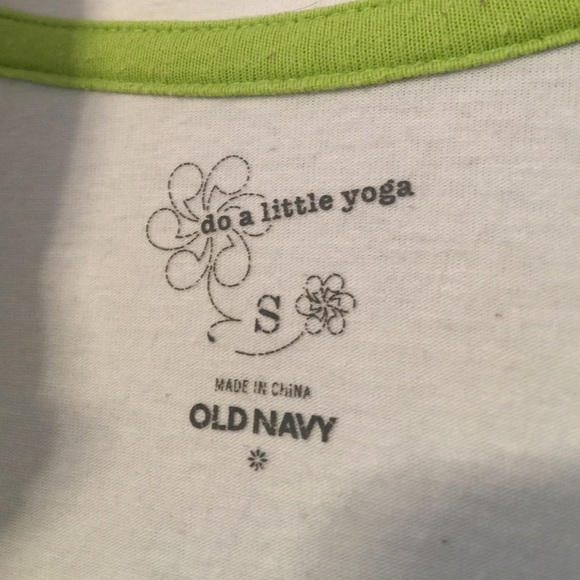 do a little yoga
S
MADE IN CHINA
OLD NAVY